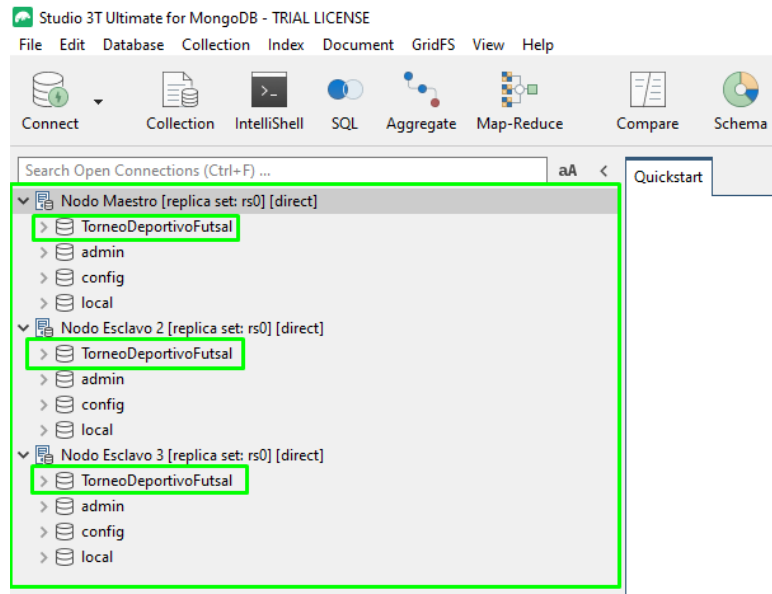 Studio 3T Ultimate for MongoDB - TRIAL LICENSE
File Edit Database Collection Index Document GridFS View Help
Connect Collection IntelliShell SQL Aggregate Map-Reduce Compare Schema
Search Open Connections (Ctrl+F) ... aA
Quickstart
Nodo Maestro [replica set: rs0] [direct]
TorneoDeportivoFutsal
admin
config
local
Nodo Esclavo 2 [replica set: rs0] [direct]
TorneoDeportivoFutsal
admin
config
local
Nodo Esclavo 3 [replica set: rs0] [direct]
TorneoDeportivoFutsal
admin
config
local